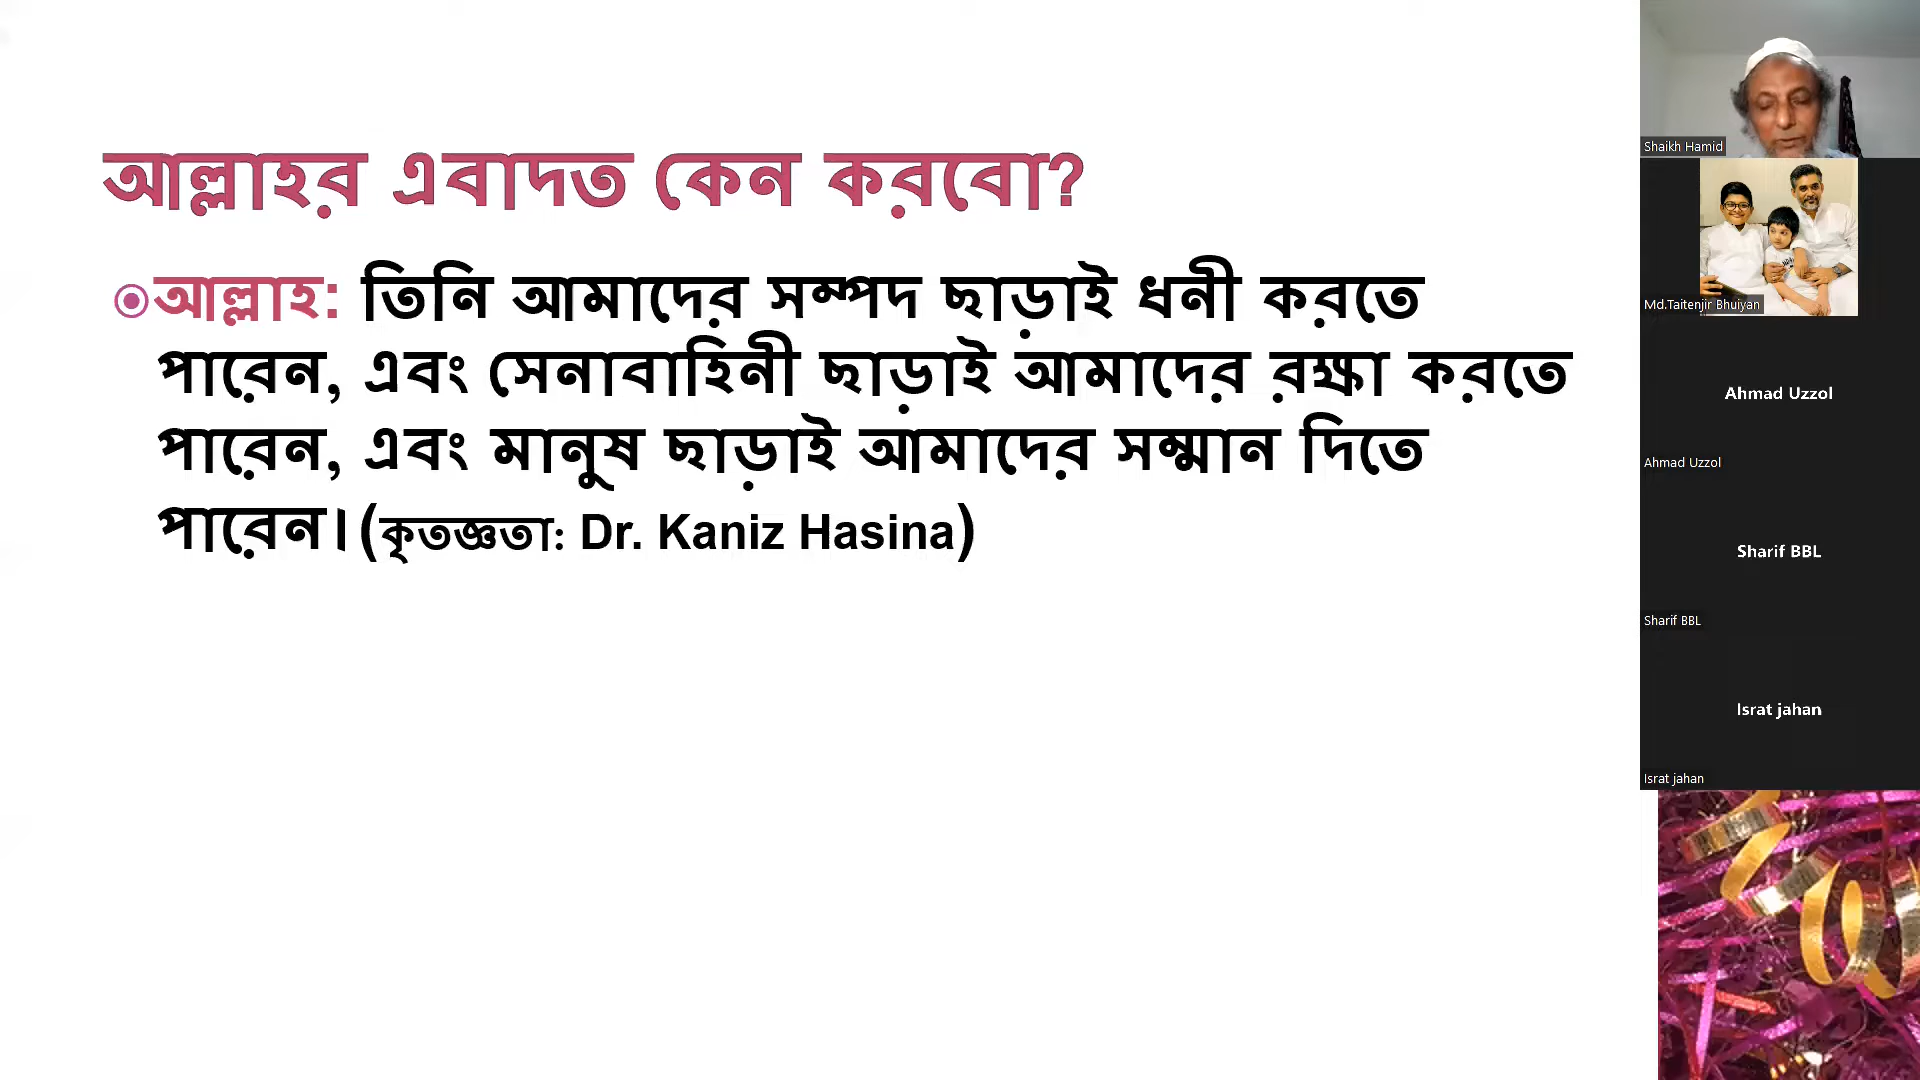 আল্লাহর এবাদত কেন করবো?
আল্লাহ: তিনি আমাদের সম্পদ ছাড়াই ধনী করতে
পারেন, এবং সেনাবাহিনী ছাড়াই আমাদের রক্ষা করতে
পারেন, এবং মানুষ ছাড়াই আমাদের সম্মান দিতে
পারেন। (কৃতজ্ঞতা: Dr. Kaniz Hasina)
Shaikh Hamid
Md.Taitenjir Bhuiyan
Ahmad Uzzol
Ahmad Uzzol
Sharif BBL
Sharif BBL
Israt jahan
Israt jahan